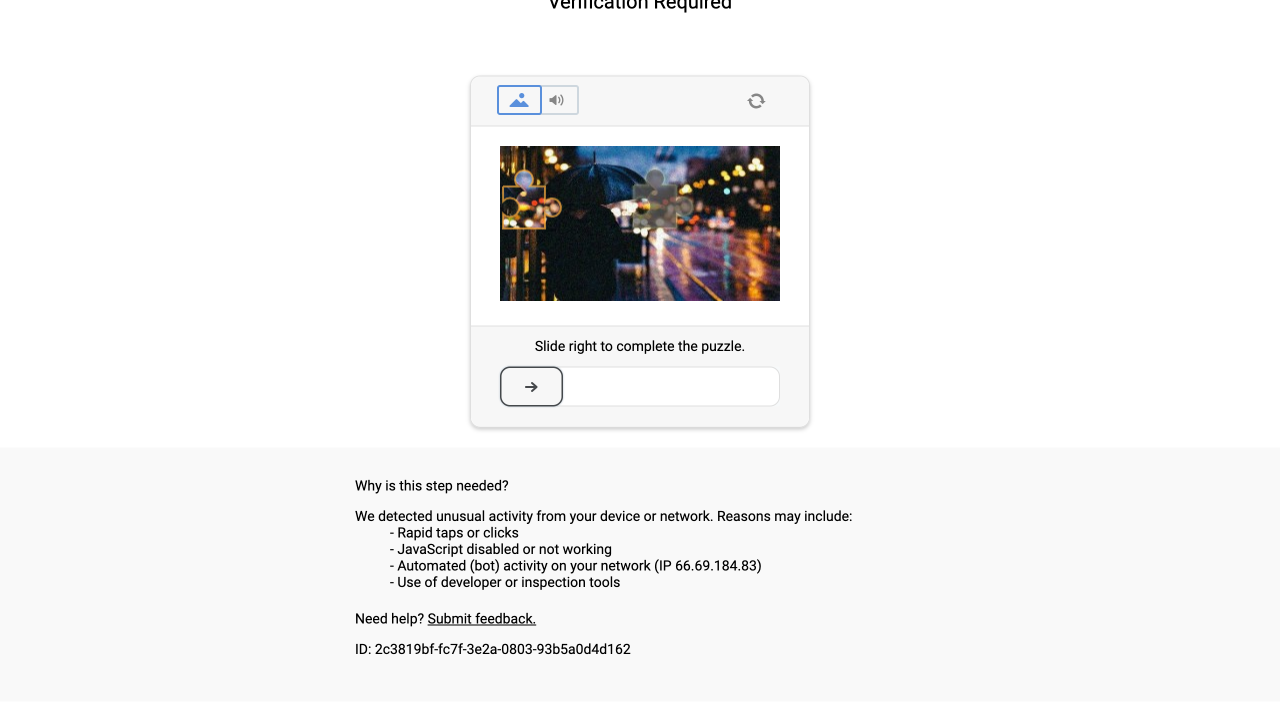 Verification Required
Slide right to complete the puzzle.
Why is this step needed?
We detected unusual activity from your device or network. Reasons may include:
- Rapid taps or clicks
- JavaScript disabled or not working
- Automated (bot) activity on your network (IP 66.69.184.83)
- Use of developer or inspection tools
Need help? Submit feedback.
ID: 2c3819bf-fc7f-3e2a-0803-93b5a0d4d162